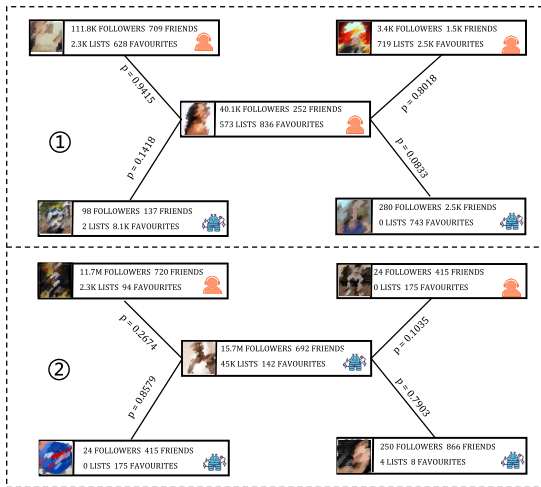 111.8K FOLLOWERS 709 FRIENDS
2.3K LISTS 628 FAVOURITES
3.4K FOLLOWERS 1.5K FRIENDS
719 LISTS 2.5K FAVOURITES
p = 0.9415
p = 0.8018
40.1K FOLLOWERS 252 FRIENDS
573 LISTS 836 FAVOURITES
①
p = 0.1418
p = 0.0833
98 FOLLOWERS 137 FRIENDS
2 LISTS 8.1K FAVOURITES
280 FOLLOWERS 2.5K FRIENDS
0 LISTS 743 FAVOURITES
11.7M FOLLOWERS 720 FRIENDS
2.3K LISTS 94 FAVOURITES
24 FOLLOWERS 415 FRIENDS
0 LISTS 175 FAVOURITES
p = 0.2674
p = 0.1035
15.7M FOLLOWERS 692 FRIENDS
45K LISTS 142 FAVOURITES
②
p = 0.8579
p = 0.7903
24 FOLLOWERS 415 FRIENDS
0 LISTS 175 FAVOURITES
250 FOLLOWERS 866 FRIENDS
4 LISTS 8 FAVOURITES